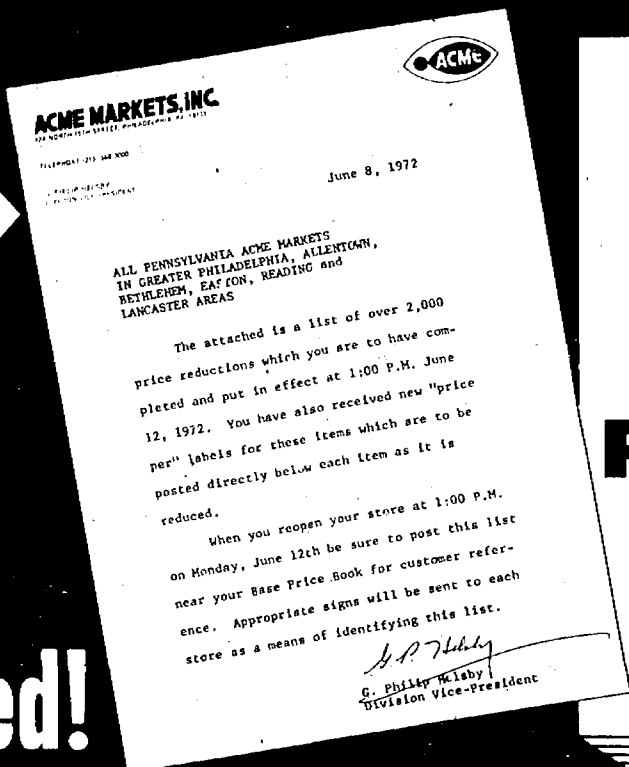 ACME
ACME MARKETS, INC.
June 8, 1972
ALL PENNSYLVANIA ACME MARKETS
IN GREATER PHILADELPHIA, ALLENTOWN,
BETHLEHEM, EASTON, READING and
LANCASTER AREAS
The attached is a list of over 2,000
price reductions which you are to have com-
pleted and put in effect at 1:00 P.M. June
12, 1972. You have also received new "price
per" labels for these items which are to be
posted directly below each item as it is
reduced.
When you reopen your store at 1:00 P.M.
on Monday, June 12th be sure to post this list
near your Base Price Book for customer refer-
ence. Appropriate signs will be sent to each
store as a means of identifying this list.
G. P. Helsby
G. Philip Helsby
Division Vice-President
ed!